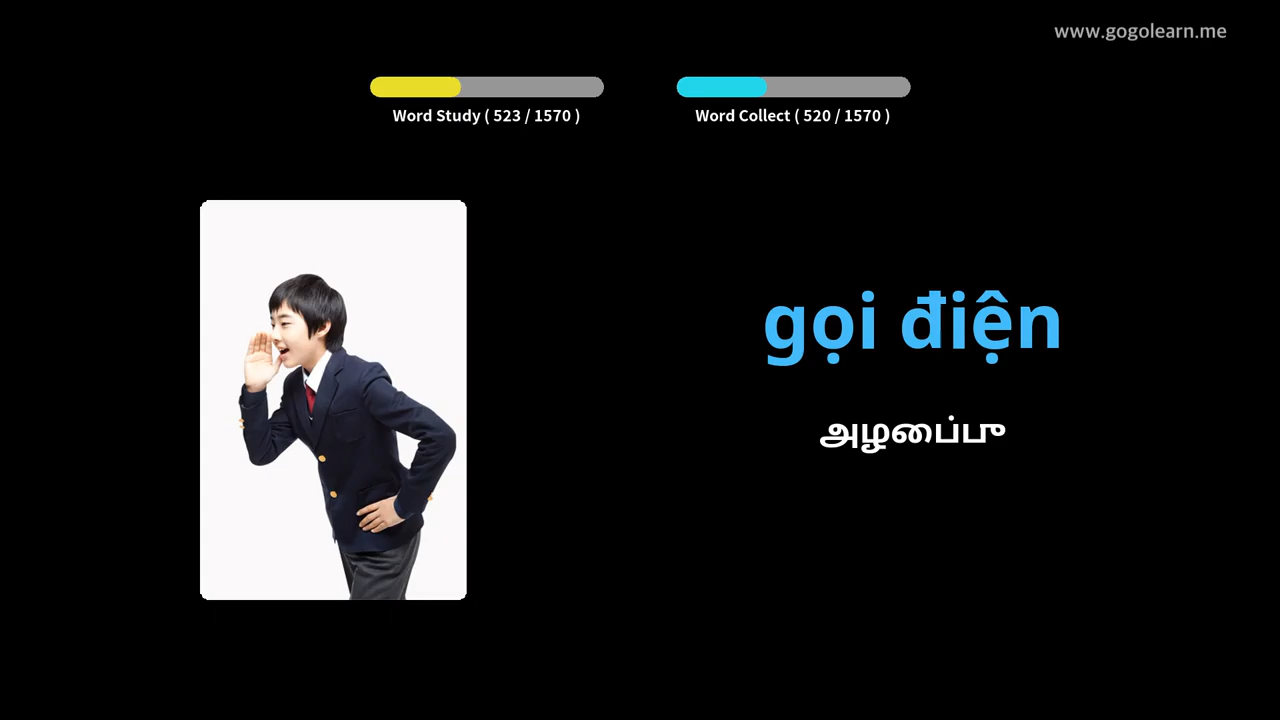 www.gogolearn.me
Word Study ( 523 / 1570 )
Word Collect ( 520 / 1570 )
gọi điện
அழைப்பு